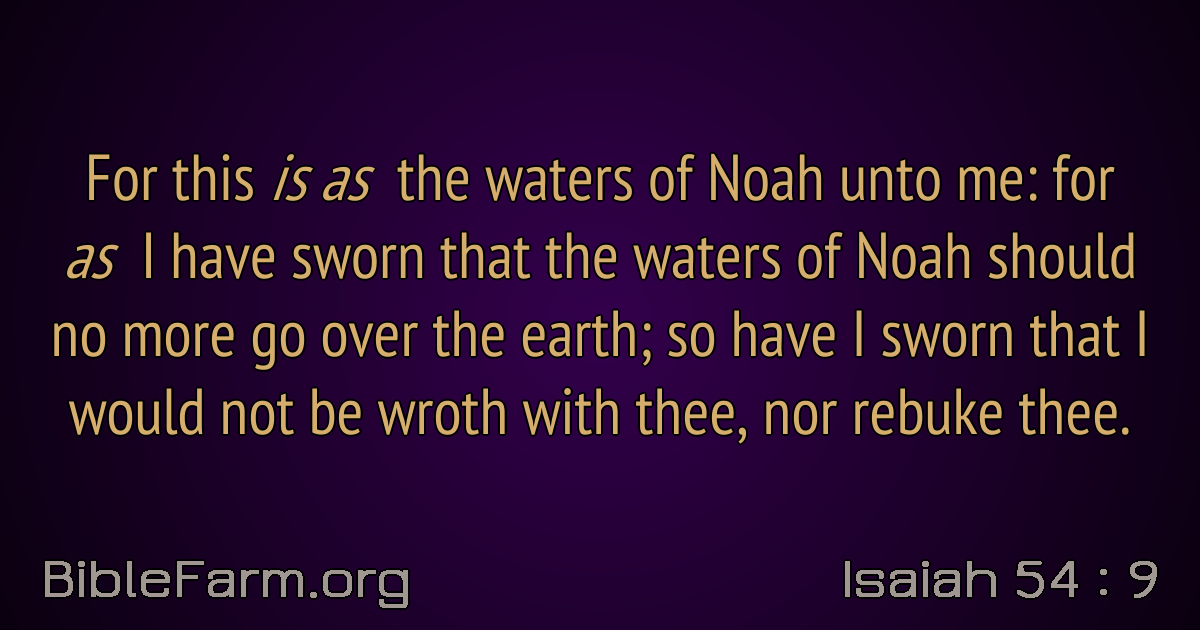 For this is as the waters of Noah unto me: for
as I have sworn that the waters of Noah should
no more go over the earth; so have I sworn that I
would not be wroth with thee, nor rebuke thee.
BibleFarm.org
Isaiah 54 : 9